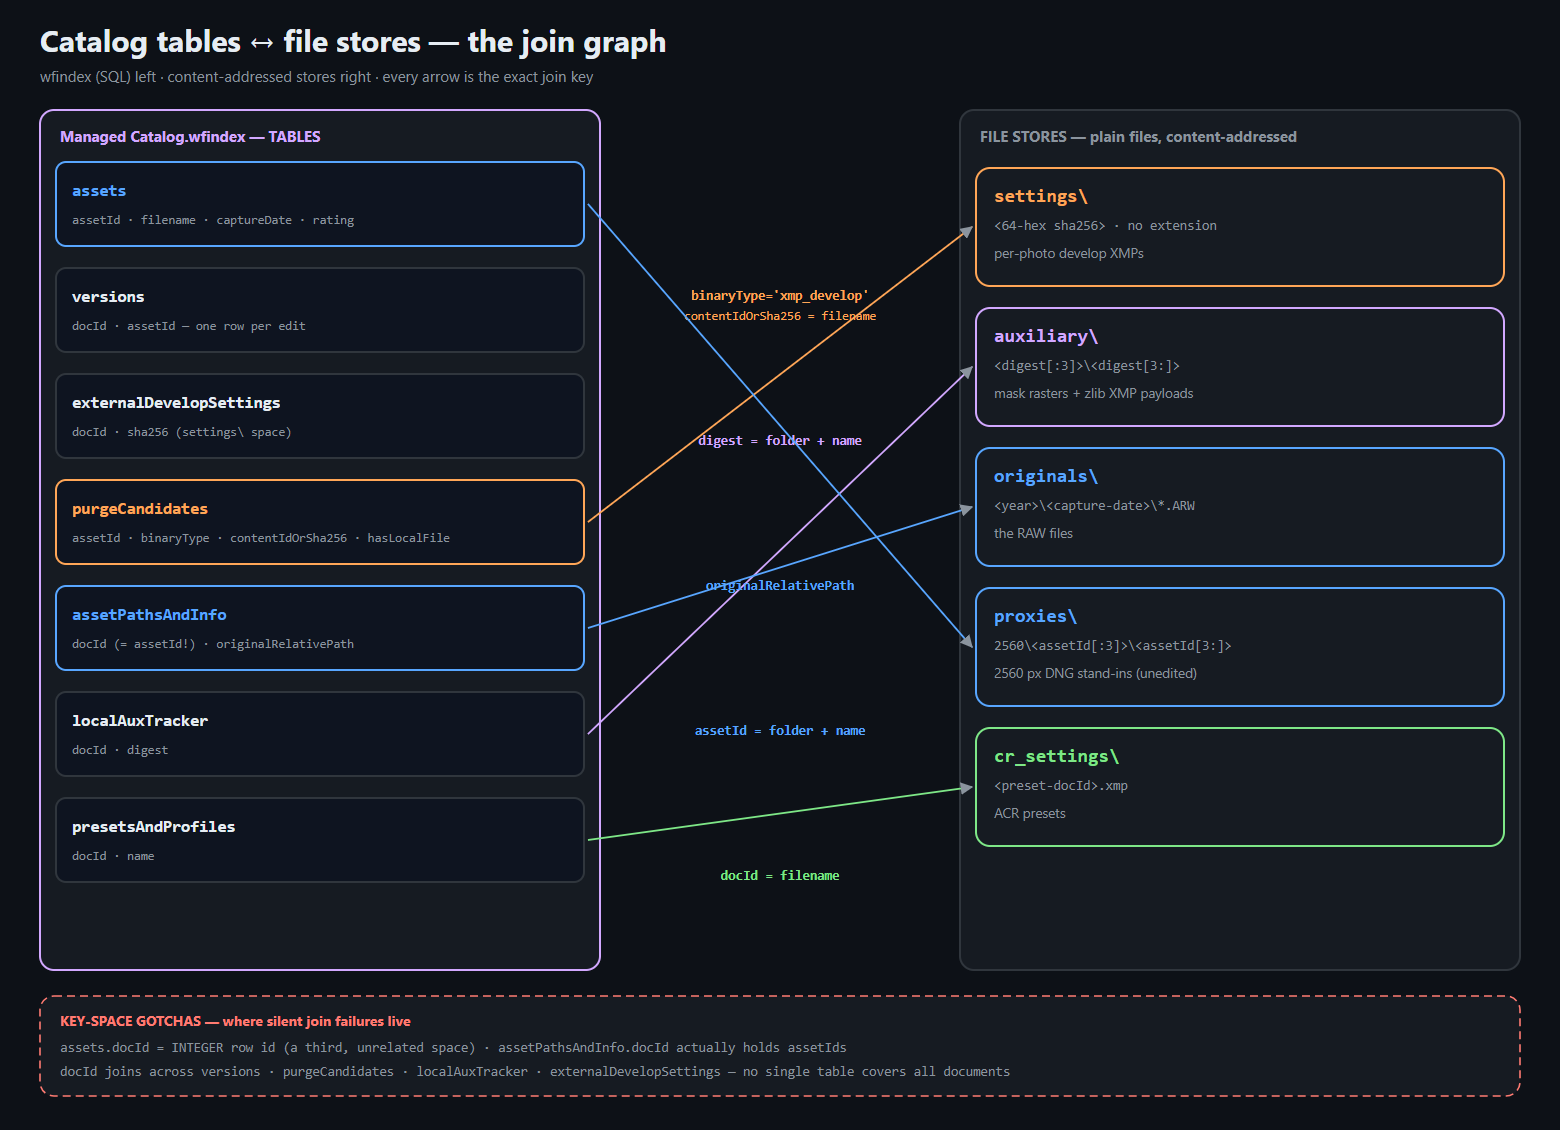 Catalog tables ↔ file stores — the join graph
wfindex (SQL) left · content-addressed stores right · every arrow is the exact join key
Managed Catalog.wfindex — TABLES
assets
assetId · filename · captureDate · rating
versions
docId · assetId — one row per edit
externalDevelopSettings
docId · sha256 (settings\ space)
purgeCandidates
assetId · binaryType · contentIdOrSha256 · hasLocalFile
assetPathsAndInfo
docId (= assetId!) · originalRelativePath
localAuxTracker
docId · digest
presetsAndProfiles
docId · name
binaryType='xmp_develop'
contentIdOrSha256 = filename
digest = folder + name
originalRelativePath
assetId = folder + name
docId = filename
FILE STORES — plain files, content-addressed
settings\
<64-hex sha256> · no extension
per-photo develop XMPs
auxiliary\
<digest[:3]>\<digest[3:]>
mask rasters + zlib XMP payloads
originals\
<year>\<capture-date>\*.ARW
the RAW files
proxies\
2560\<assetId[:3]>\<assetId[3:]>
2560 px DNG stand-ins (unedited)
cr_settings\
<preset-docId>.xmp
ACR presets
KEY-SPACE GOTCHAS — where silent join failures live
assets.docId = INTEGER row id (a third, unrelated space) · assetPathsAndInfo.docId actually holds assetIds
docId joins across versions · purgeCandidates · localAuxTracker · externalDevelopSettings — no single table covers all documents